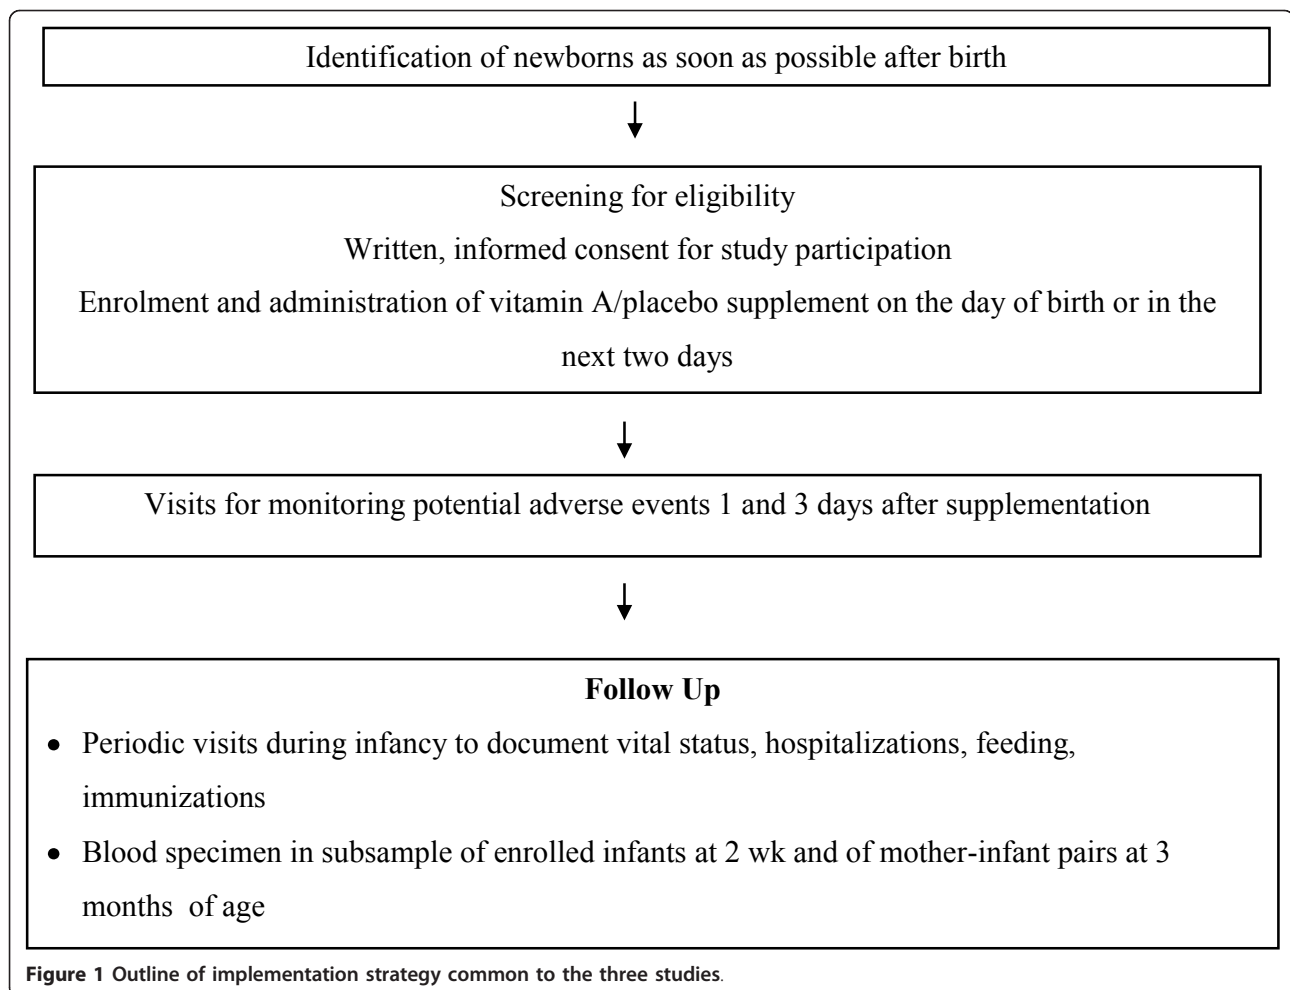 Identification of newborns as soon as possible after birth
Screening for eligibility
Written, informed consent for study participation
Enrolment and administration of vitamin A/placebo supplement on the day of birth or in the
next two days
Visits for monitoring potential adverse events 1 and 3 days after supplementation
Follow Up
• Periodic visits during infancy to document vital status, hospitalizations, feeding,
immunizations
• Blood specimen in subsample of enrolled infants at 2 wk and of mother-infant pairs at 3
months of age
Figure 1 Outline of implementation strategy common to the three studies.